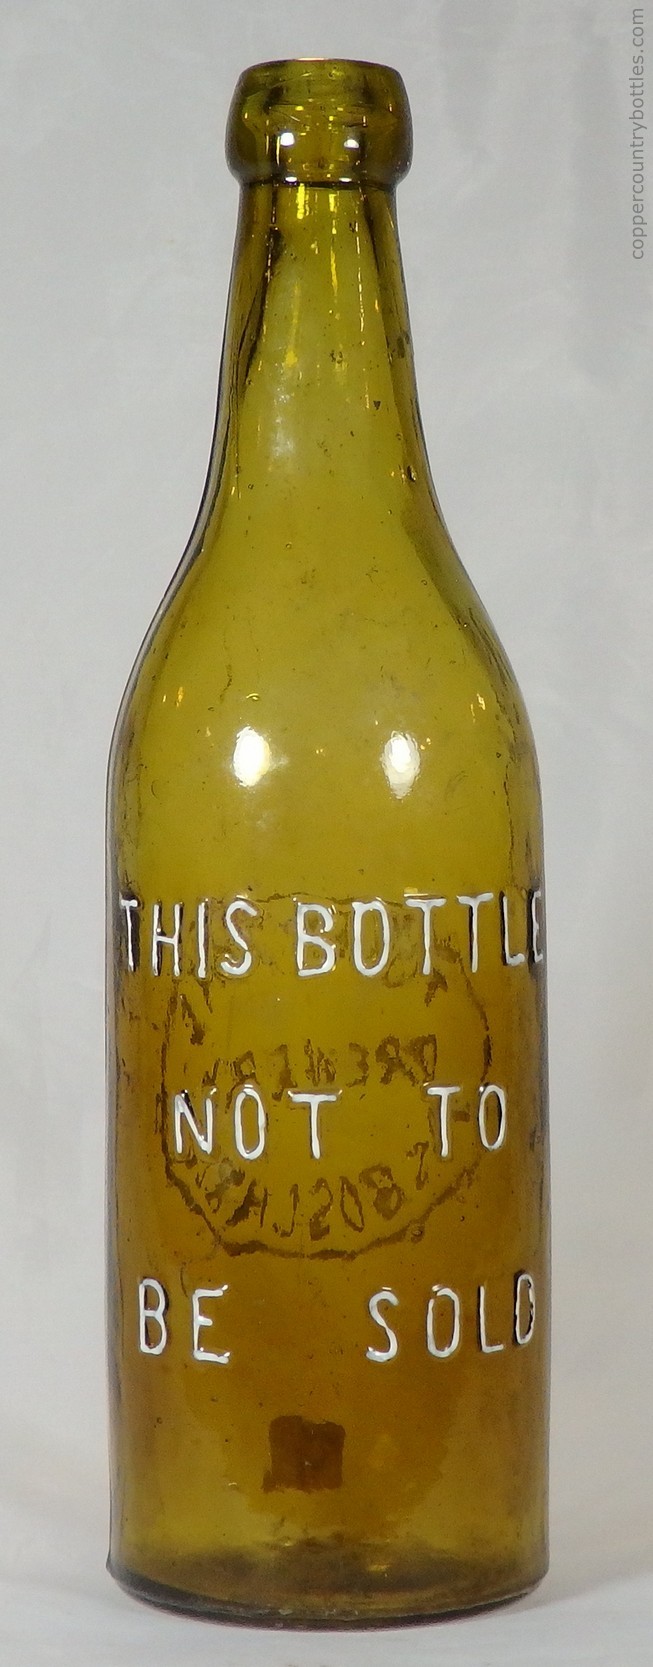 coppercountrybottles.com
THIS BOTTLE
NOT TO
BE SOLD